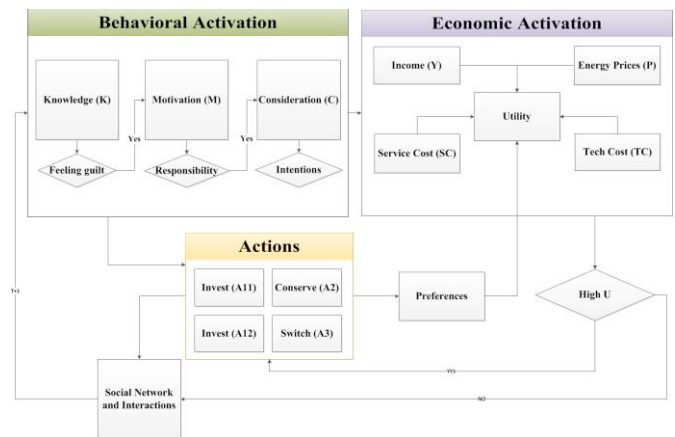 Behavioral Activation
Economic Activation
Knowledge (K)
Motivation (M)
Consideration (C)
Yes
Yes
Feeling guilt
Responsibility
Intentions
Income (Y)
Energy Prices (P)
Utility
Service Cost (SC)
Tech Cost (TC)
Actions
Invest (A11)
Conserve (A2)
Invest (A12)
Switch (A3)
Preferences
High U
YES
NO
Social Network
and Interactions